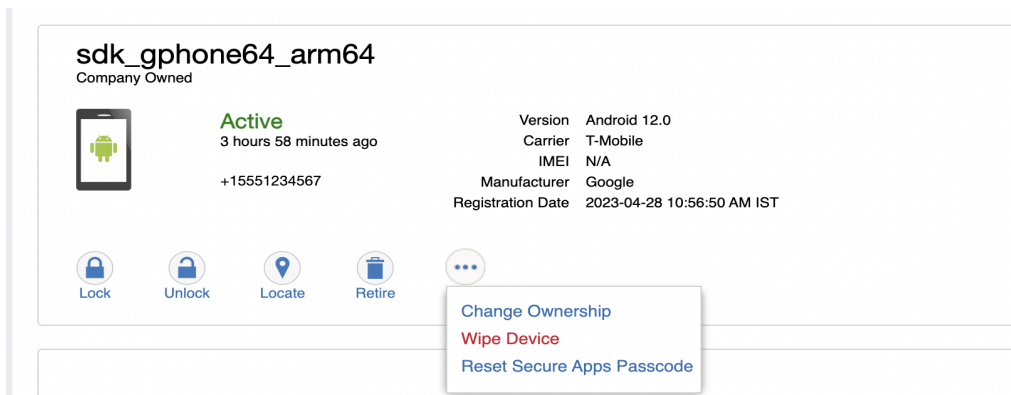 sdk_gphone64_arm64
Company Owned
Active
3 hours 58 minutes ago
+15551234567
Version Android 12.0
Carrier T-Mobile
IMEI N/A
Manufacturer Google
Registration Date 2023-04-28 10:56:50 AM IST
Lock Unlock Locate Retire
Change Ownership
Wipe Device
Reset Secure Apps Passcode